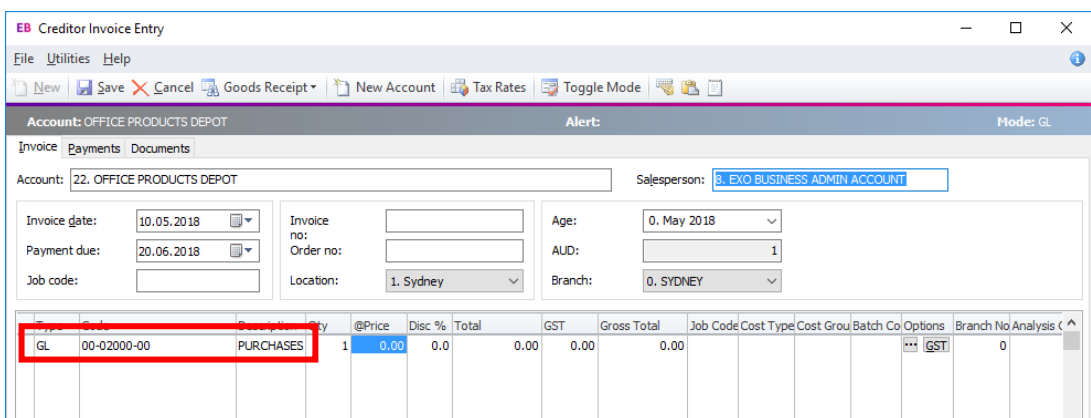 EB Creditor Invoice Entry
File Utilities Help
New Save Cancel Goods Receipt New Account Tax Rates Toggle Mode
Account: OFFICE PRODUCTS DEPOT Alert: Mode: GL
Invoice Payments Documents
Account: 22. OFFICE PRODUCTS DEPOT Salesperson: 8. EXO BUSINESS ADMIN ACCOUNT
Invoice date: 10.05.2018 Invoice no: Age: 0. May 2018
Payment due: 20.06.2018 Order no: AUD: 1
Job code: Location: 1. Sydney Branch: 0. SYDNEY
Type Code Description Qty @Price Disc % Total GST Gross Total Job Code Cost Type Cost Grou Batch Co Options Branch No Analysis C
GL 00-02000-00 PURCHASES 1 0.00 0.0 0.00 0.00 0.00 ... GST 0